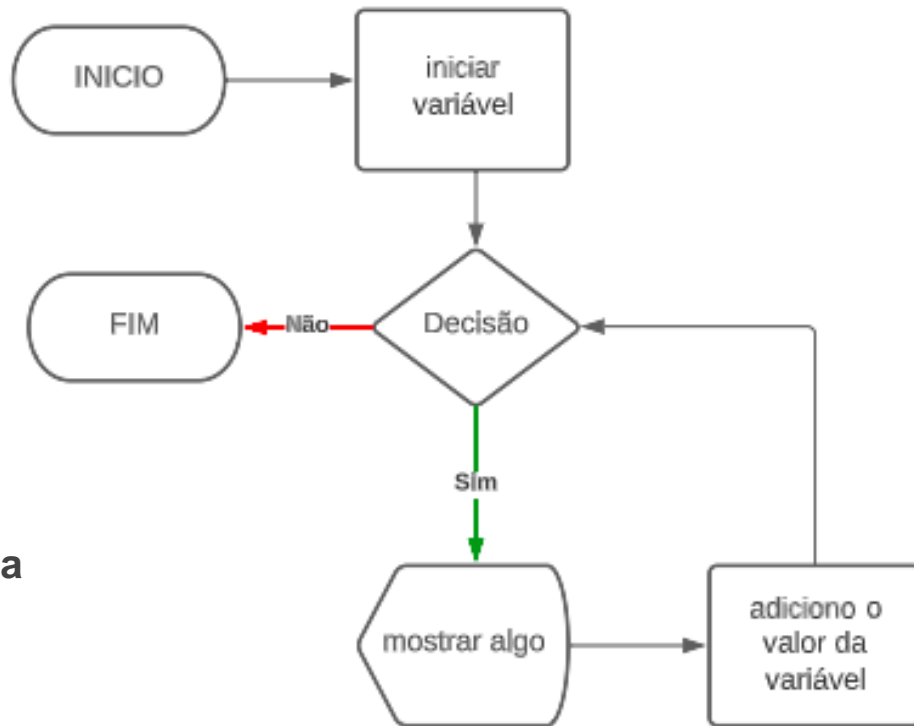 INICIO
iniciar
variável
Decisão
Não
FIM
Sim
a
mostrar algo
adiciono o
valor da
variável